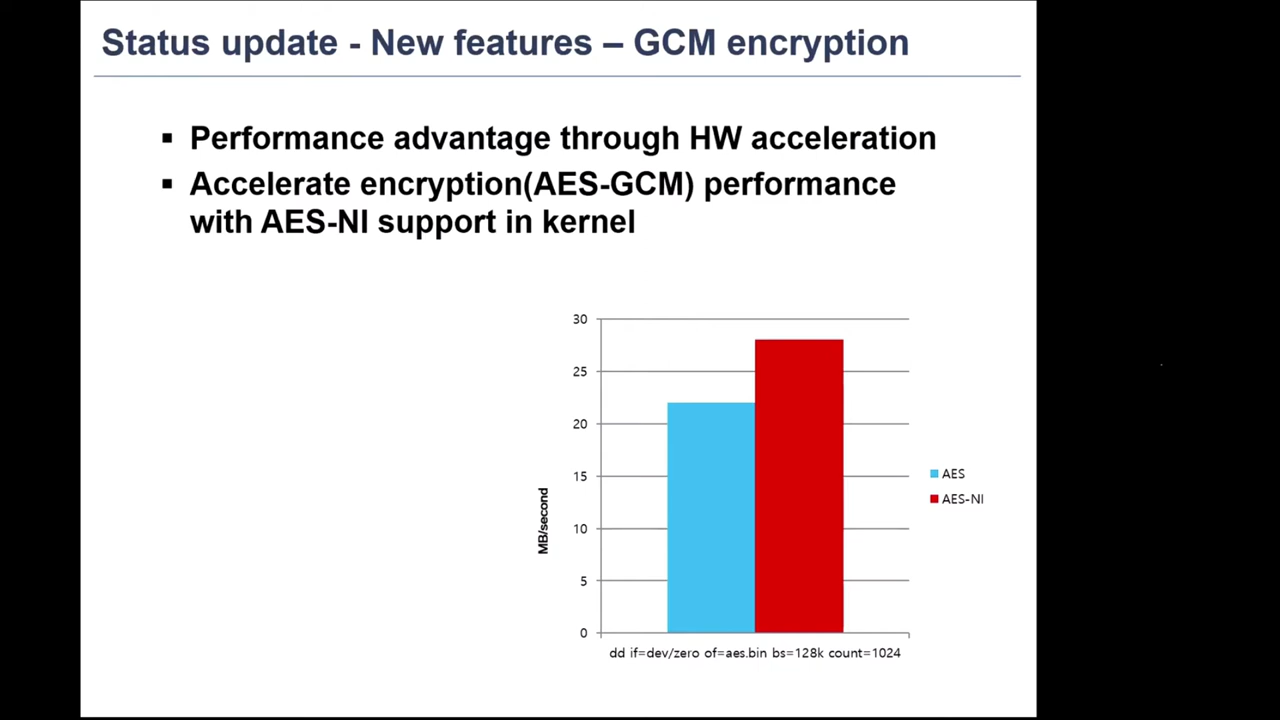 Status update - New features – GCM encryption
▪ Performance advantage through HW acceleration
▪ Accelerate encryption(AES-GCM) performance
with AES-NI support in kernel
30
25
20
15
10
5
0
MB/second
AES
AES-NI
dd if=dev/zero of=aes.bin bs=128k count=1024